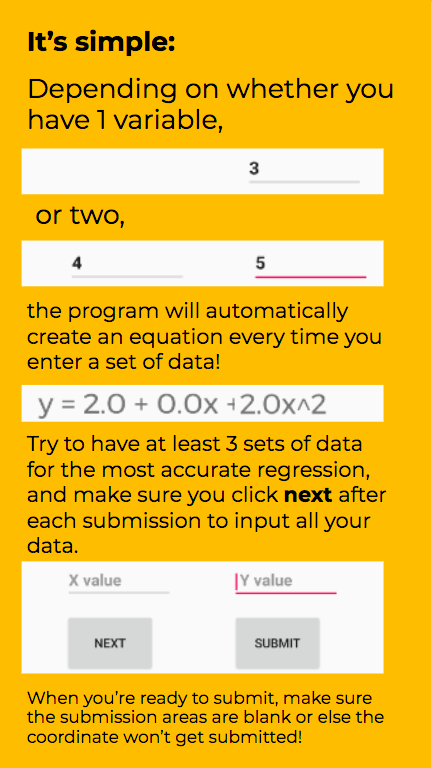 It's simple:
Depending on whether you
have 1 variable,
3
or two,
4 5
the program will automatically
create an equation every time you
enter a set of data!
y = 2.0 + 0.0x +2.0x^2
Try to have at least 3 sets of data
for the most accurate regression,
and make sure you click next after
each submission to input all your
data.
X value Y value
NEXT SUBMIT
When you're ready to submit, make sure
the submission areas are blank or else the
coordinate won't get submitted!